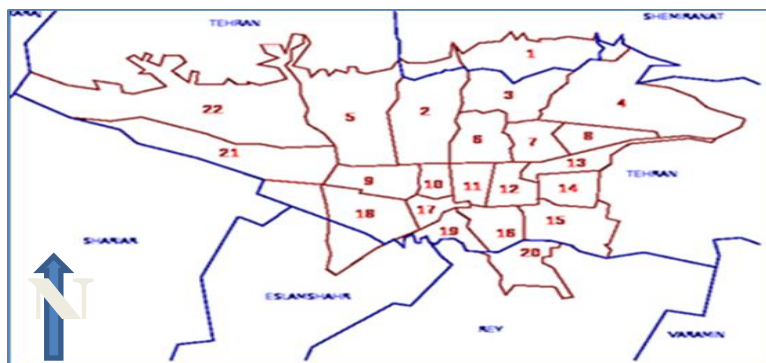 TEHRAN
SHEMIRANAT
1
22
5
2
3
4
6
7
8
21
13
9
10
11
12
14
TEHRAN
18
17
19
16
15
20
SHARIAR
N
ESLAMSHAHR
REY
VARAMIN